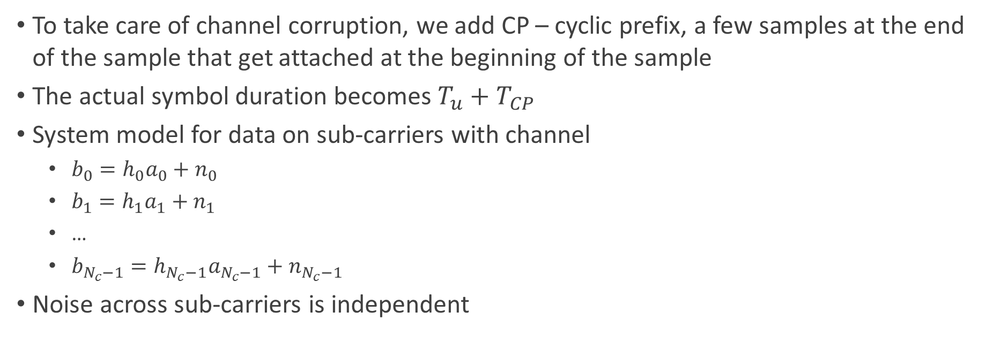 • To take care of channel corruption, we add CP – cyclic prefix, a few samples at the end
of the sample that get attached at the beginning of the sample
• The actual symbol duration becomes $T_u + T_{CP}$
• System model for data on sub-carriers with channel
• $b_0 = h_0 a_0 + n_0$
• $b_1 = h_1 a_1 + n_1$
• ...
• $b_{N_c-1} = h_{N_c-1} a_{N_c-1} + n_{N_c-1}$
• Noise across sub-carriers is independent